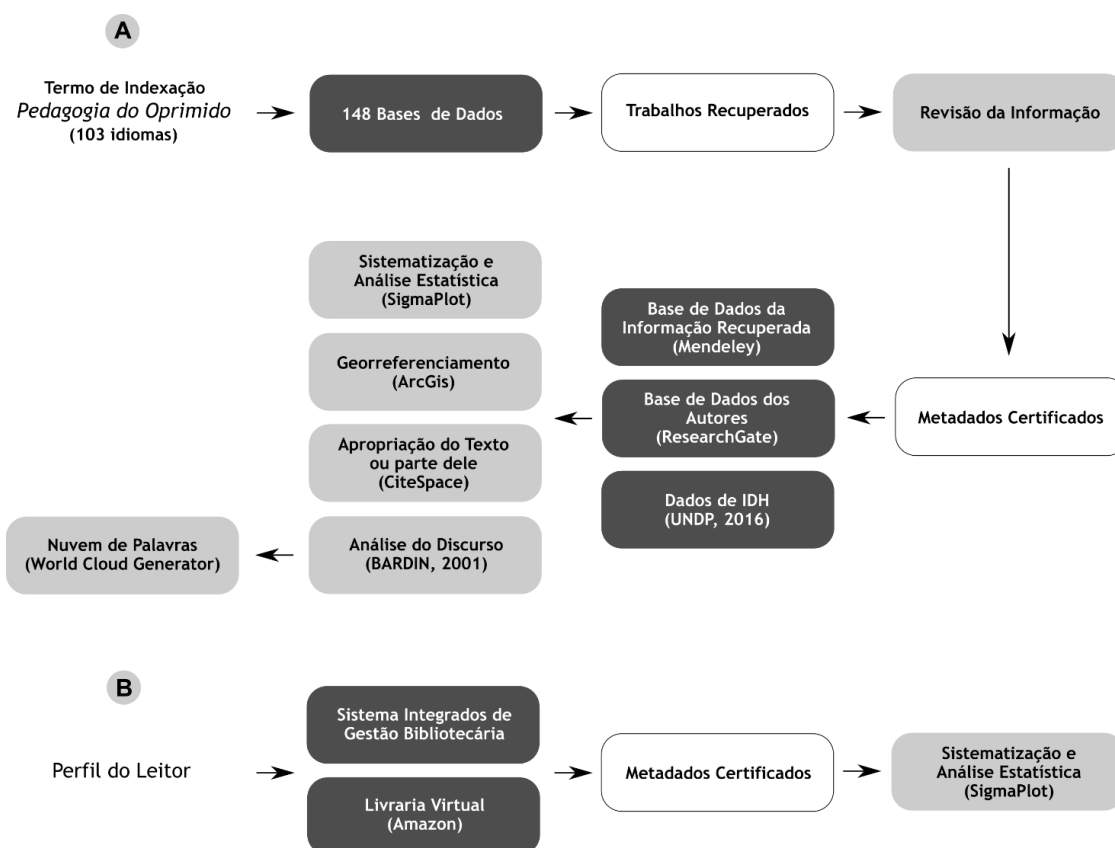 A
Termo de Indexação
Pedagogia do Oprimido
(103 idiomas)
148 Bases de Dados
Trabalhos Recuperados
Revisão da Informação
Sistematização e
Análise Estatística
(SigmaPlot)
Georreferenciamento
(ArcGis)
Apropriação do Texto
ou parte dele
(CiteSpace)
Análise do Discurso
(BARDIN, 2001)
Nuvem de Palavras
(World Cloud Generator)
Base de Dados da
Informação Recuperada
(Mendeley)
Base de Dados dos
Autores
(ResearchGate)
Dados de IDH
(UNDP, 2016)
Metadados Certificados
B
Perfil do Leitor
Sistema Integrados de
Gestão Bibliotecária
Livraria Virtual
(Amazon)
Metadados Certificados
Sistematização e
Análise Estatística
(SigmaPlot)